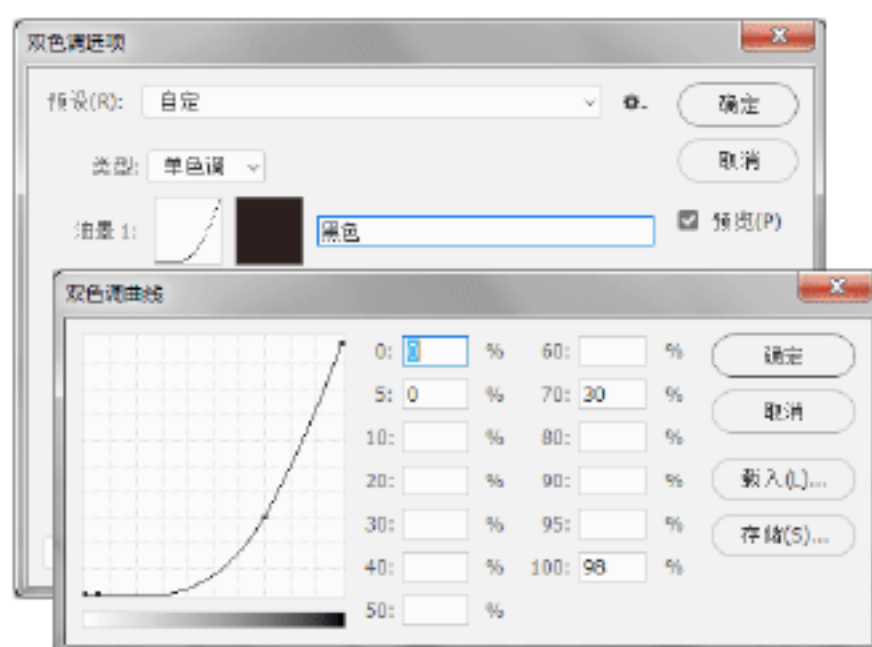 双色调选项
预设(R): 自定
确定
类型: 单色调
取消
油墨 1: 黑色
预览(P)
双色调曲线
0: 0 % 60: %
确定
5: 0 % 70: 30 %
取消
10: % 80: %
20: % 90: %
载入(L)...
30: % 95: %
存储(S)...
40: % 100: 98 %
50: %